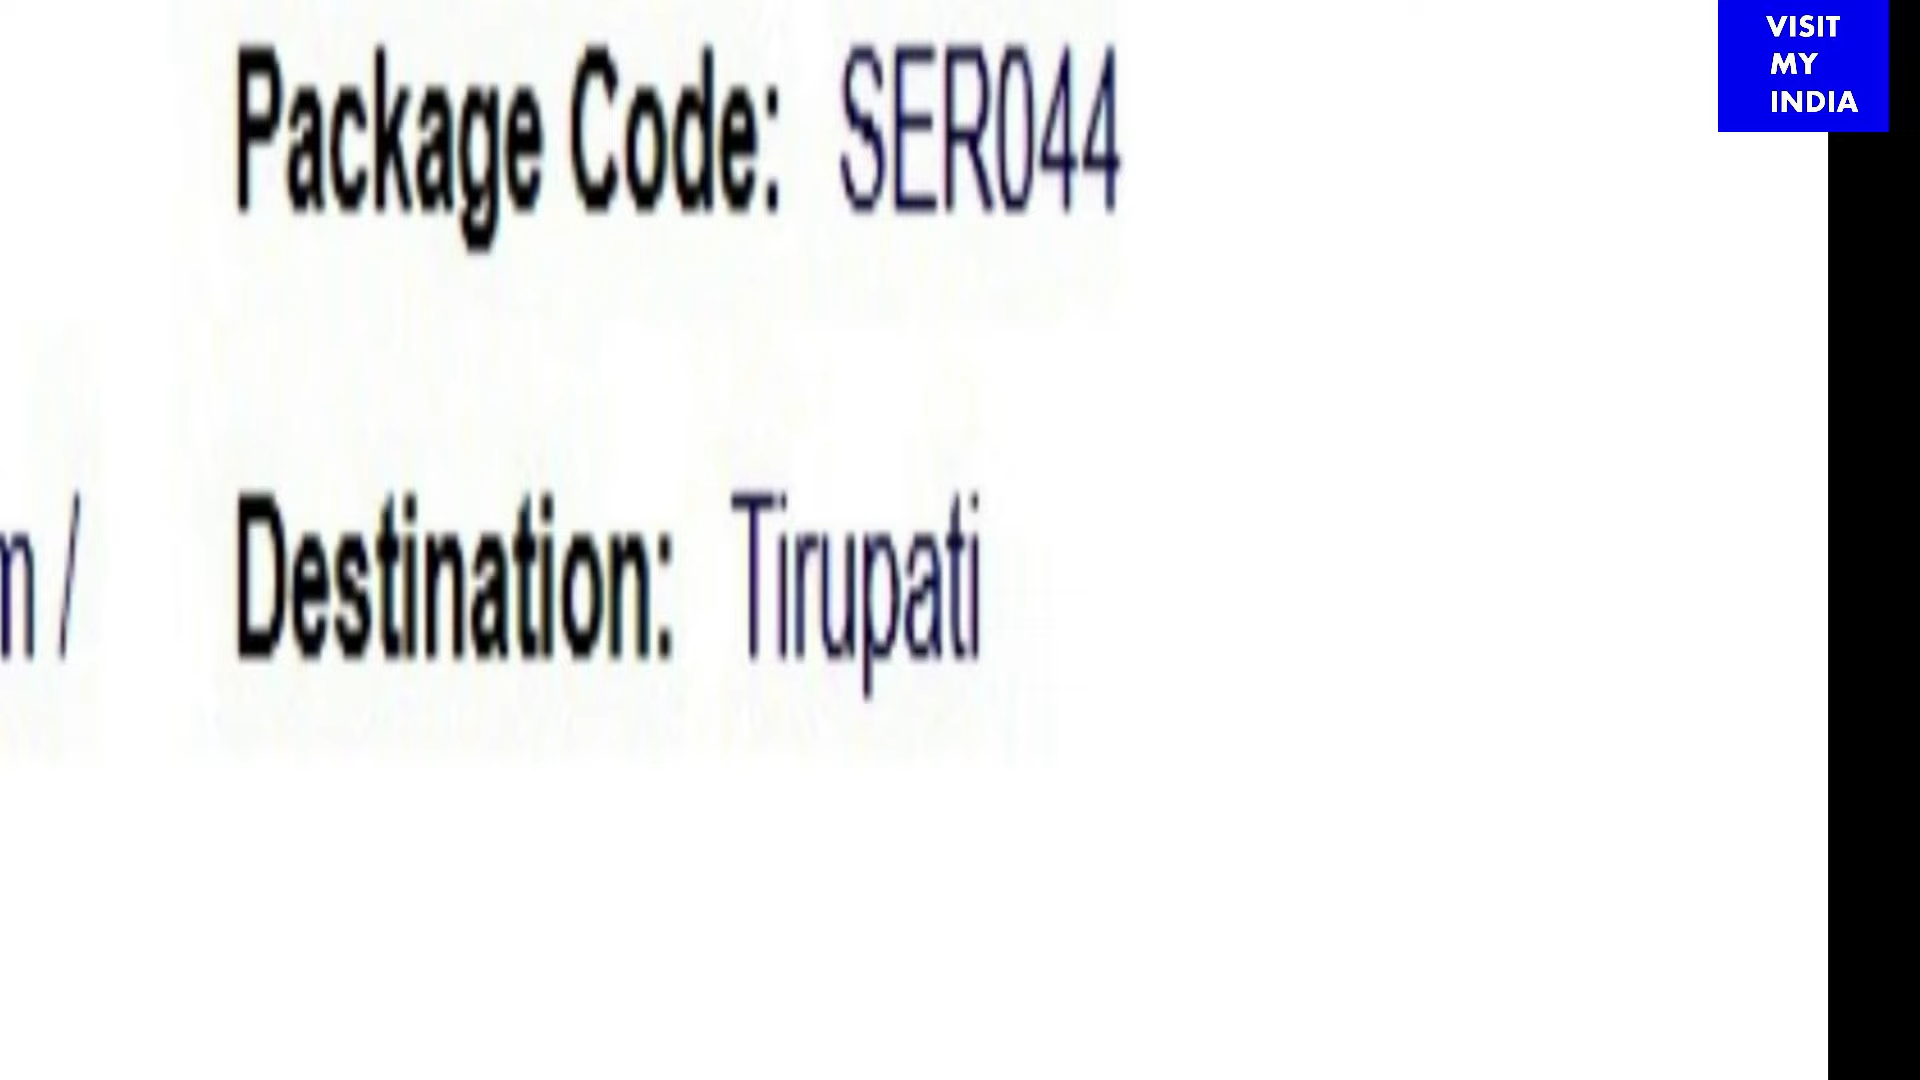 VISIT
MY
INDIA
Package Code: SER044
m / Destination: Tirupati